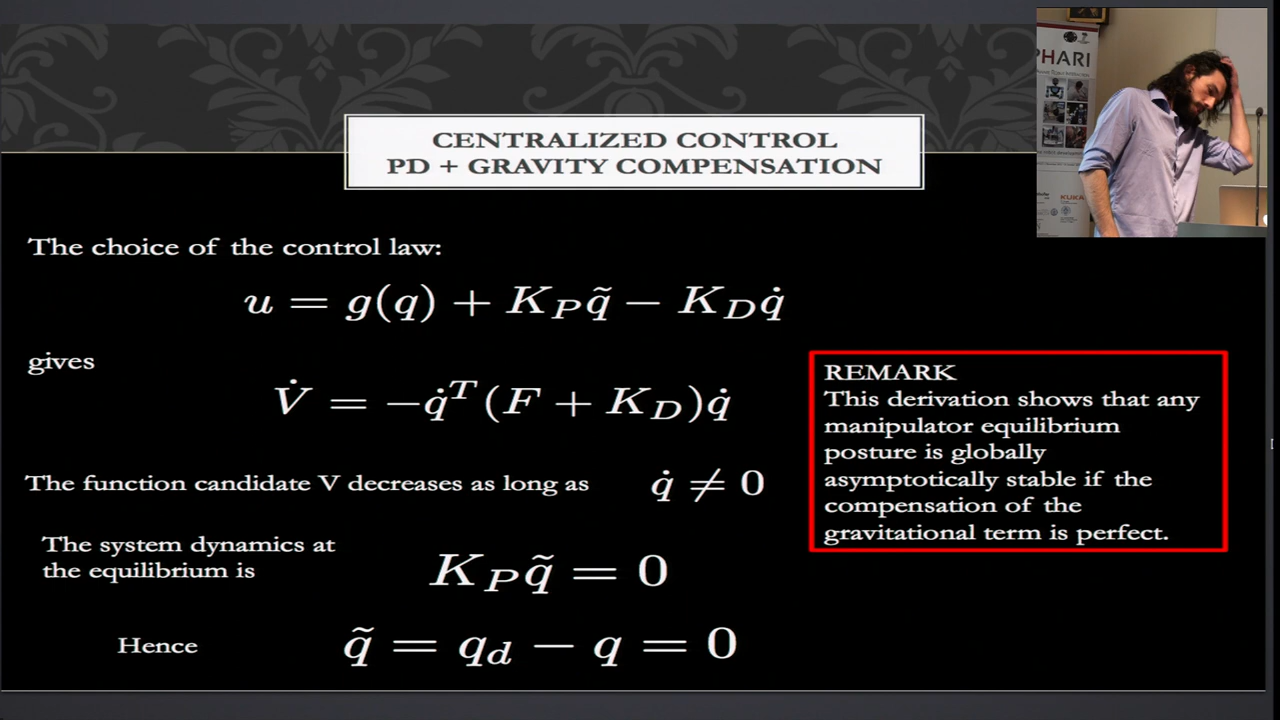 CENTRALIZED CONTROL
PD + GRAVITY COMPENSATION
The choice of the control law:
u = g(q) + K_P q̃ − K_D q̇
gives
V̇ = −q̇^T (F + K_D) q̇
The function candidate V decreases as long as q̇ ≠ 0
The system dynamics at
the equilibrium is
K_P q̃ = 0
Hence
q̃ = q_d − q = 0
REMARK
This derivation shows that any
manipulator equilibrium
posture is globally
asymptotically stable if the
compensation of the
gravitational term is perfect.
PHARI
KUKA